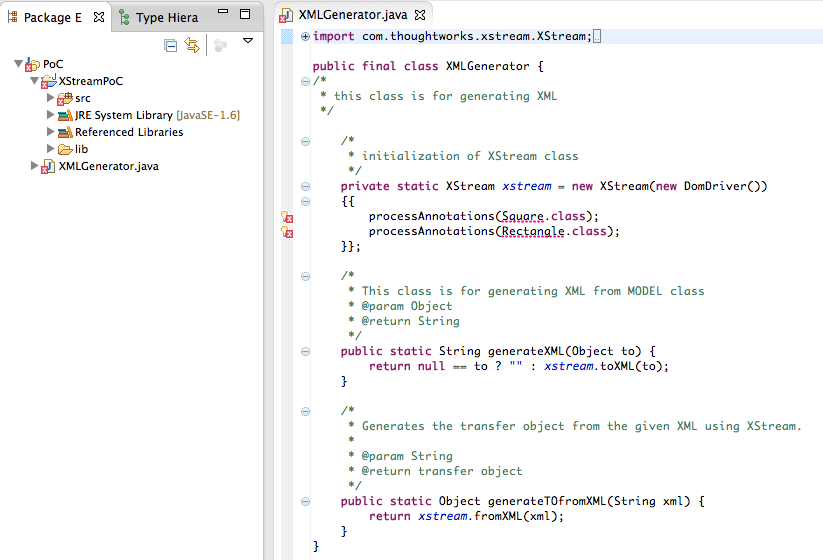 Package E
Type Hiera
PoC
XStreamPoC
src
JRE System Library [JavaSE-1.6]
Referenced Libraries
lib
XMLGenerator.java
XMLGenerator.java
import com.thoughtworks.xstream.XStream;
public final class XMLGenerator {
/*
* this class is for generating XML
*/
/*
* initialization of XStream class
*/
private static XStream xstream = new XStream(new DomDriver())
{{
processAnnotations(Square.class);
processAnnotations(Rectangle.class);
}};
/*
* This class is for generating XML from MODEL class
* @param Object
* @return String
*/
public static String generateXML(Object to) {
return null == to ? "" : xstream.toXML(to);
}
/*
* Generates the transfer object from the given XML using XStream.
*
* @param String
* @return transfer object
*/
public static Object generateTOfromXML(String xml) {
return xstream.fromXML(xml);
}
}